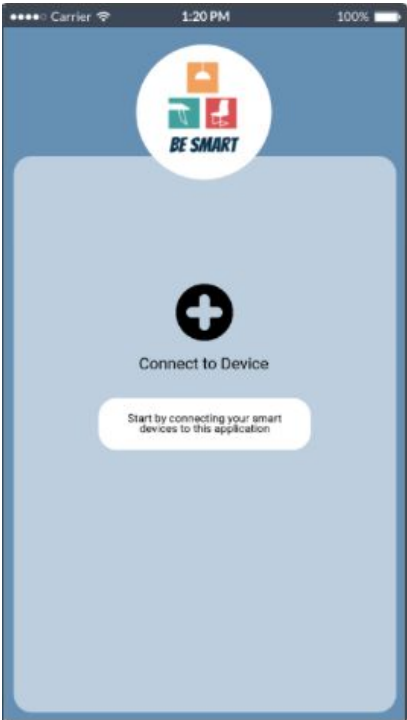 Carrier 1:20 PM 100%
BE SMART
Connect to Device
Start by connecting your smart
devices to this application